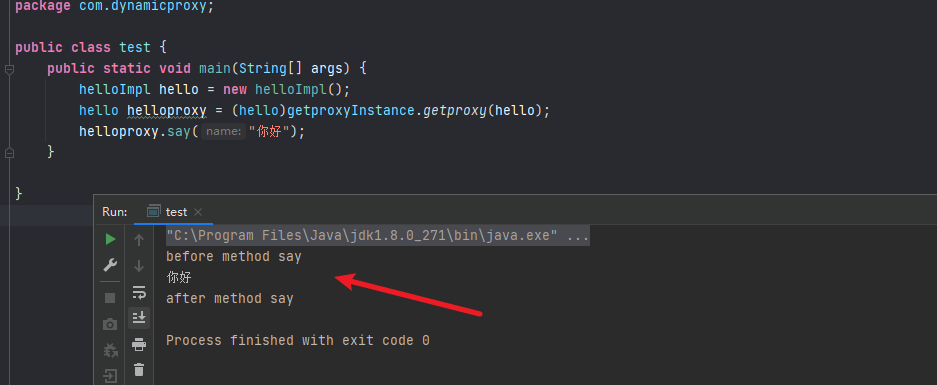 package com.dynamicproxy;
public class test {
public static void main(String[] args) {
helloImpl hello = new helloImpl();
hello helloproxy = (hello)getproxyInstance.getproxy(hello);
helloproxy.say( name: "你好");
}
}
Run: test ×
"C:\Program Files\Java\jdk1.8.0_271\bin\java.exe" ...
before method say
你好
after method say
Process finished with exit code 0